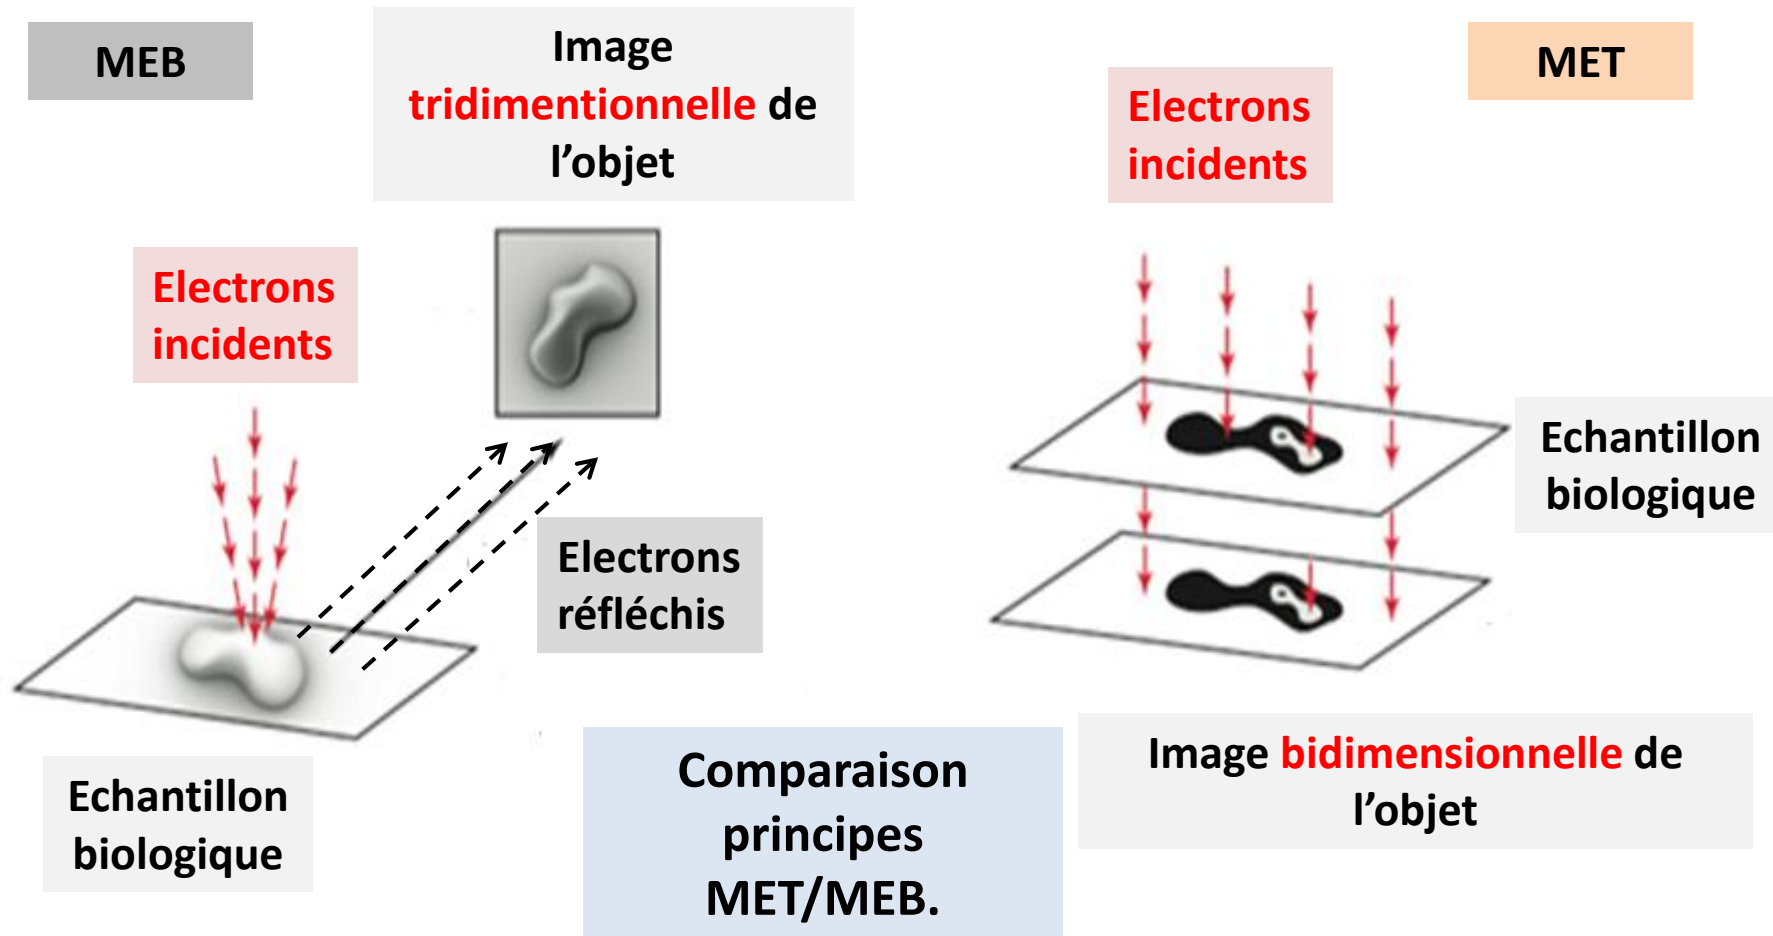 MEB
Image
tridimentionnelle de
l’objet
MET
Electrons
incidents
Electrons
incidents
Echantillon
biologique
Electrons
réfléchis
Echantillon
biologique
Comparaison
principes
MET/MEB.
Image bidimensionnelle de
l’objet